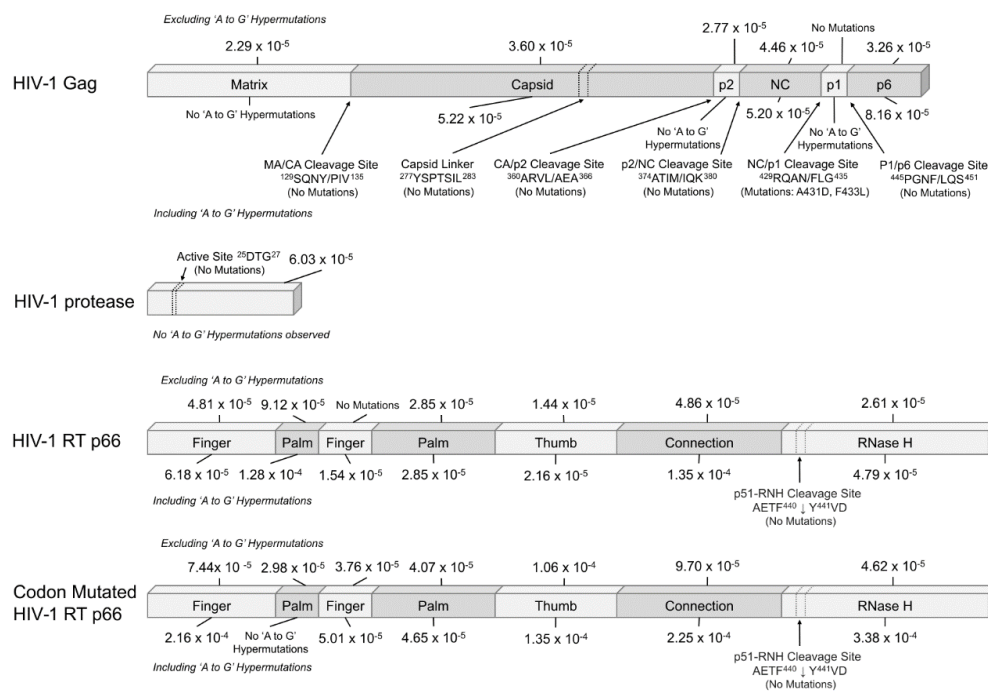 Excluding 'A to G' Hypermutations
2.29 x 10-5
3.60 x 10-5
2.77 x 10-5
No Mutations
4.46 x 10-5
3.26 x 10-5
HIV-1 Gag
Matrix
Capsid
p2
NC
p1
p6
No 'A to G' Hypermutations
5.22 x 10-5
No 'A to G'
Hypermutations
5.20 x 10-5
No 'A to G'
Hypermutations
8.16 x 10-5
MA/CA Cleavage Site
129SQNY/PIV135
(No Mutations)
Capsid Linker
277YSPTSIL283
(No Mutations)
CA/p2 Cleavage Site
360ARVL/AEA366
(No Mutations)
p2/NC Cleavage Site
374ATIM/IQK380
(No Mutations)
NC/p1 Cleavage Site
429RQAN/FLG435
(Mutations: A431D, F433L)
P1/p6 Cleavage Site
445PGNF/LQS451
(No Mutations)
Including 'A to G' Hypermutations
Active Site 25DTG27
(No Mutations)
6.03 x 10-5
HIV-1 protease
No 'A to G' Hypermutations observed
Excluding 'A to G' Hypermutations
4.81 x 10-5
9.12 x 10-5
No Mutations
2.85 x 10-5
1.44 x 10-5
4.86 x 10-5
2.61 x 10-5
HIV-1 RT p66
Finger
Palm
Finger
Palm
Thumb
Connection
RNase H
6.18 x 10-5
1.28 x 10-4
1.54 x 10-5
2.85 x 10-5
2.16 x 10-5
1.35 x 10-4
4.79 x 10-5
Including 'A to G' Hypermutations
p51-RNH Cleavage Site
AETF440 ↓ Y441VD
(No Mutations)
Excluding 'A to G' Hypermutations
7.44x 10 -5
2.98 x 10-5
3.76 x 10-5
4.07 x 10-5
1.06 x 10-4
9.70 x 10-5
4.62 x 10-5
Codon Mutated
HIV-1 RT p66
Finger
Palm
Finger
Palm
Thumb
Connection
RNase H
2.16 x 10-4
No 'A to G'
Hypermutations
5.01 x 10-5
4.65 x 10-5
1.35 x 10-4
2.25 x 10-4
3.38 x 10-4
Including 'A to G' Hypermutations
p51-RNH Cleavage Site
AETF440 ↓ Y441VD
(No Mutations)